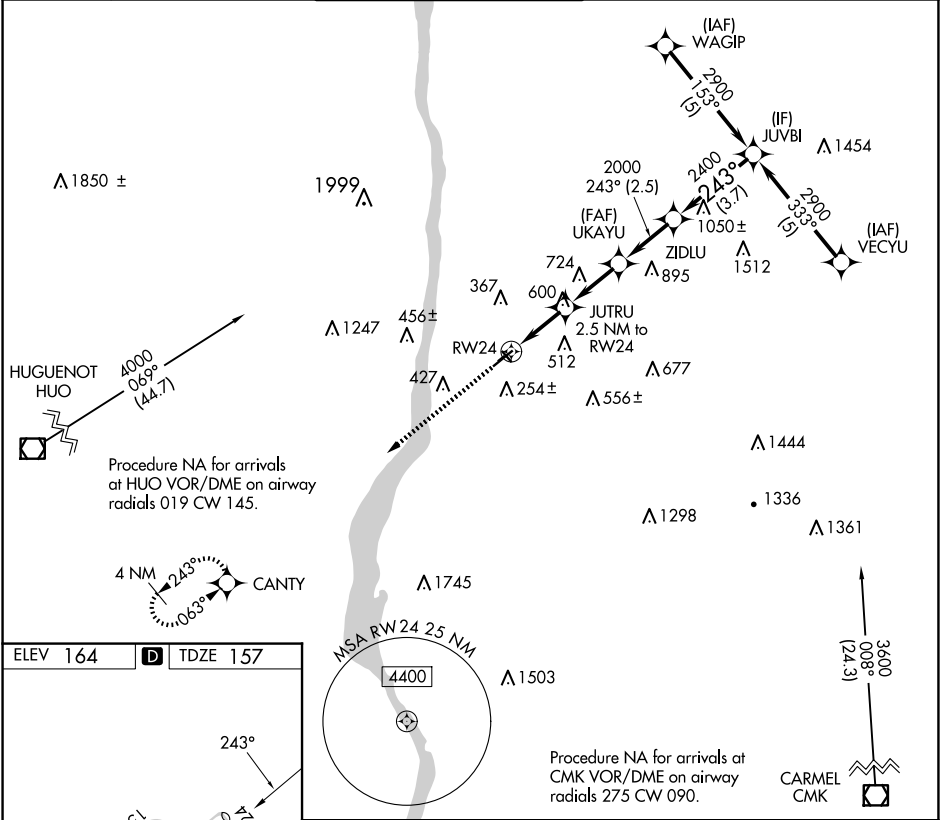 (IAF)
WAGIP
2900
153°
(5)
(IF)
JUVBI
1454
1850 ±
1999
2000
243° (2.5)
2400
243°
(3.7)
2900
333°
(5)
(FAF)
UKAYU
1050 ±
(IAF)
VECYU
ZIDLU
1512
724
895
367
600
JUTRU
2.5 NM to
RW24
1247
456 ±
RW24
512
4000
069°
(44.7)
HUGUENOT
HUO
427
254 ±
677
556 ±
Procedure NA for arrivals
at HUO VOR/DME on airway
radials 019 CW 145.
1444
1336
1298
1361
4 NM
243°
063°
CANTY
1745
ELEV 164
D
TDZE 157
MSA RW24 25 NM
4400
1503
3600
008°
(24.3)
243°
Procedure NA for arrivals at
CMK VOR/DME on airway
radials 275 CW 090.
CARMEL
CMK
24